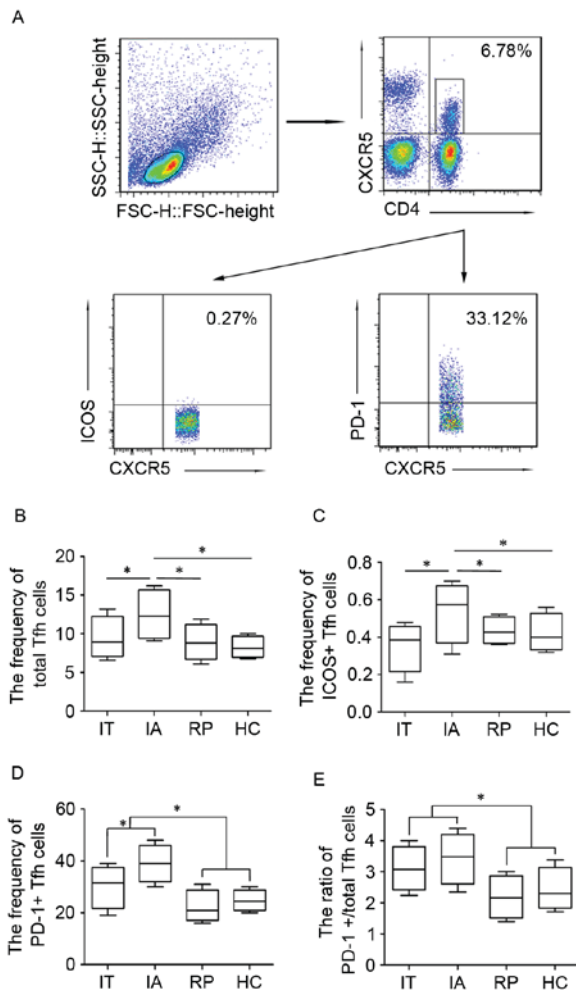 A
SSC-H::SSC-height
FSC-H::FSC-height
6.78%
CXCR5
CD4
0.27%
ICOS
CXCR5
33.12%
PD-1
CXCR5
B
The frequency of
total Tfh cells
20
15
10
5
0
*
*
*
IT IA RP HC
C
The frequency of
ICOS+ Tfh cells
0.8
0.6
0.4
0.2
0.0
*
*
*
IT IA RP HC
D
The frequency of
PD-1+ Tfh cells
60
40
20
0
*
*
IT IA RP HC
E
The ratio of
PD-1 +/total Tfh cells
5
4
3
2
1
0
*
IT IA RP HC